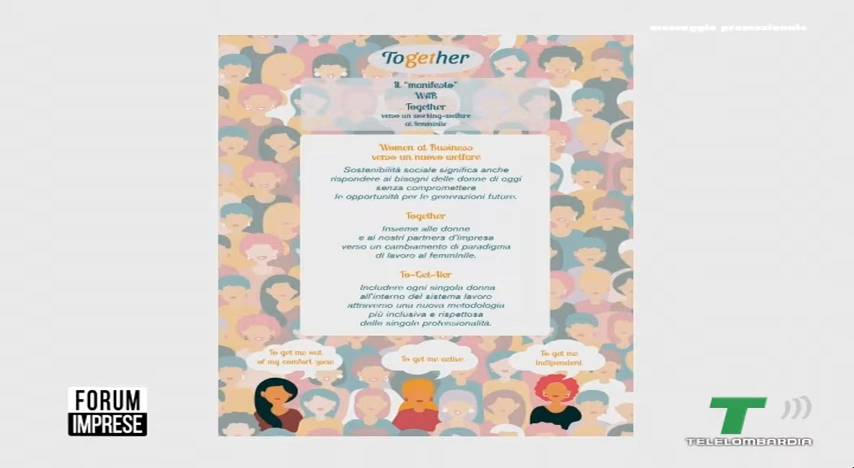 messaggio promozionale
Together
Il "manifesto"
WaB
Together
verso un working-welfare
al femminile
Women at Business
verso un nuovo welfare
Sostenibilità sociale significa anche
rispondere ai bisogni delle donne di oggi
senza compromettere
le opportunità per le generazioni future.
Together
Insieme alle donne
e ai nostri partners d'impresa
verso un cambiamento di paradigma
di lavoro al femminile.
To-Get-Her
Includere ogni singola donna
all'interno del sistema lavoro
attraverso una nuova metodologia
più inclusiva e rispettosa
delle singole professionalità.
To get me out
of my comfort zone
To get me active
To get me
indipendent
FORUM
IMPRESE
TELELOMBARDIA